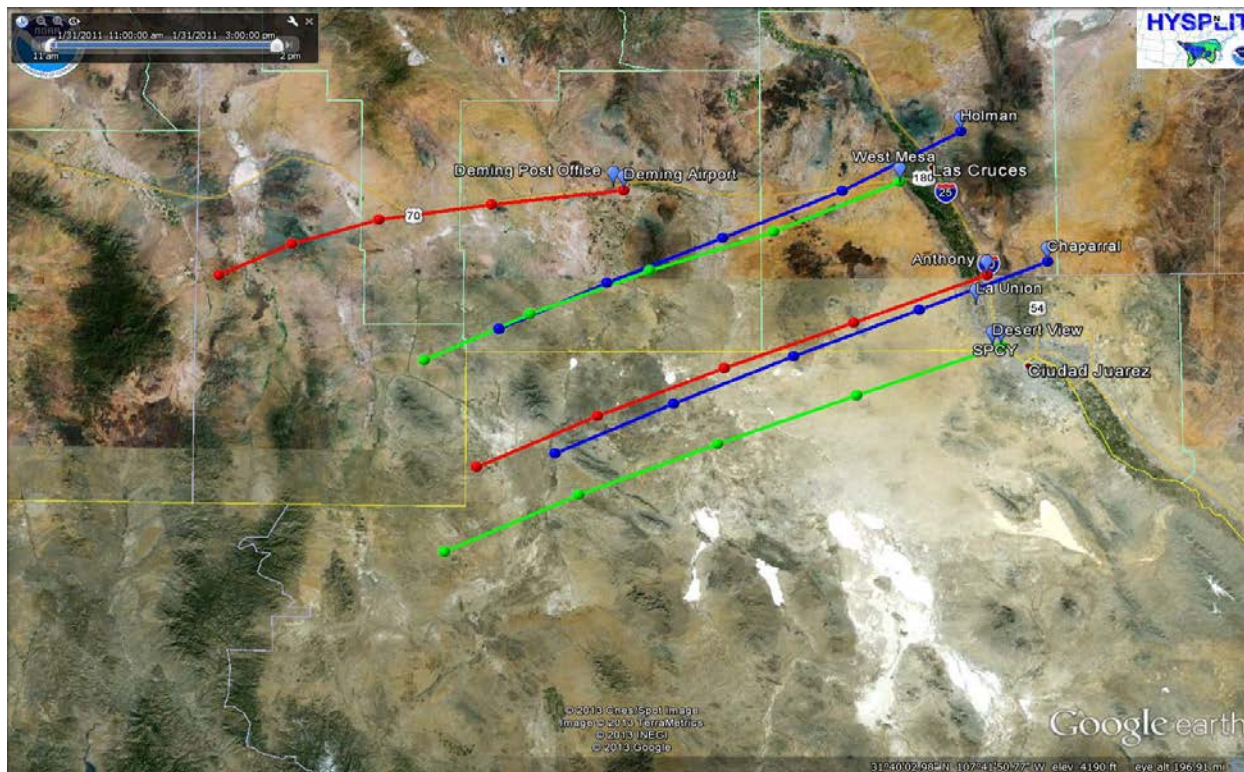 1/31/2011 11:00:00 am 1/31/2011 3:00:00 pm
11 am
2 pm
HYSPLIT
Holman
West Mesa
Las Cruces
180
25
Deming Post Office
Deming Airport
70
Chaparral
Anthony
La Union
54
Desert View
SPCY
Ciudad Juarez
© 2013 Cnes/Spot Image
Image © 2013 TerraMetrics
© 2013 INEGI
© 2013 Google
Google earth
31°40'02.98" N 107°41'50.77" W elev 4190 ft eye alt 196.91 mi